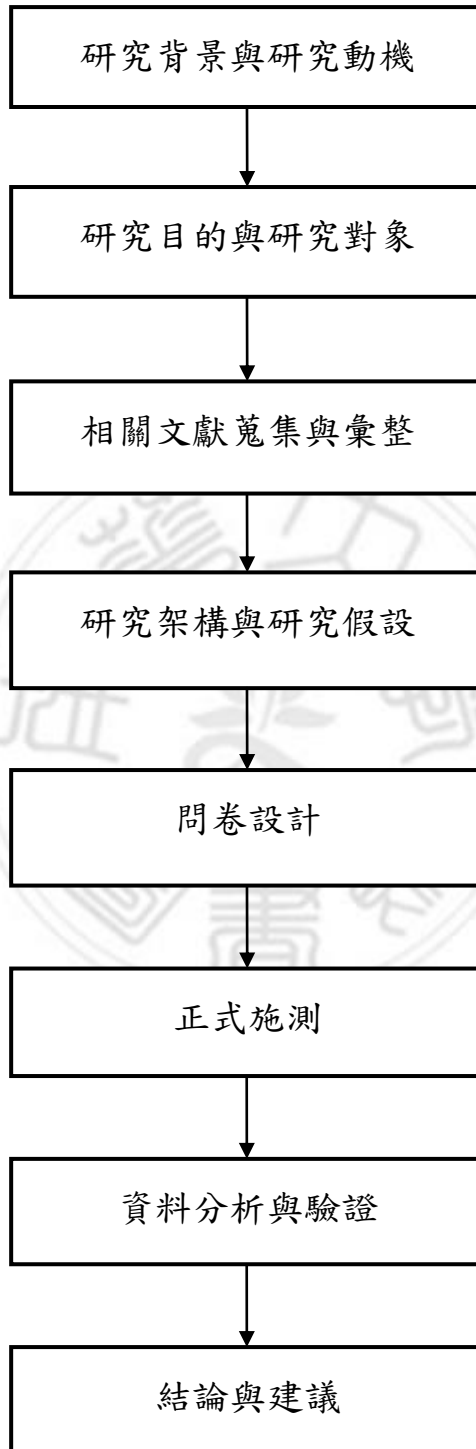 研究背景與研究動機
研究目的與研究對象
相關文獻蒐集與彙整
研究架構與研究假設
問卷設計
正式施測
資料分析與驗證
結論與建議